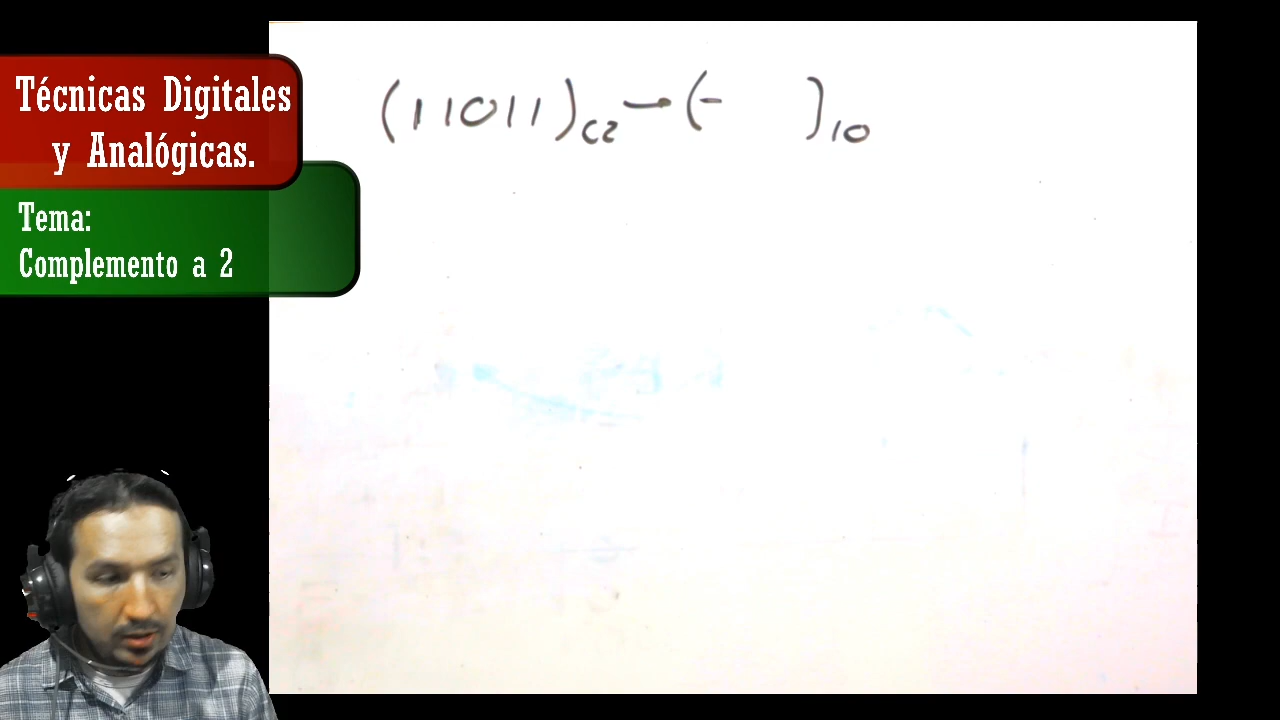 Técnicas Digitales
y Analógicas.
Tema:
Complemento a 2
(11011)C2 → (-    )10